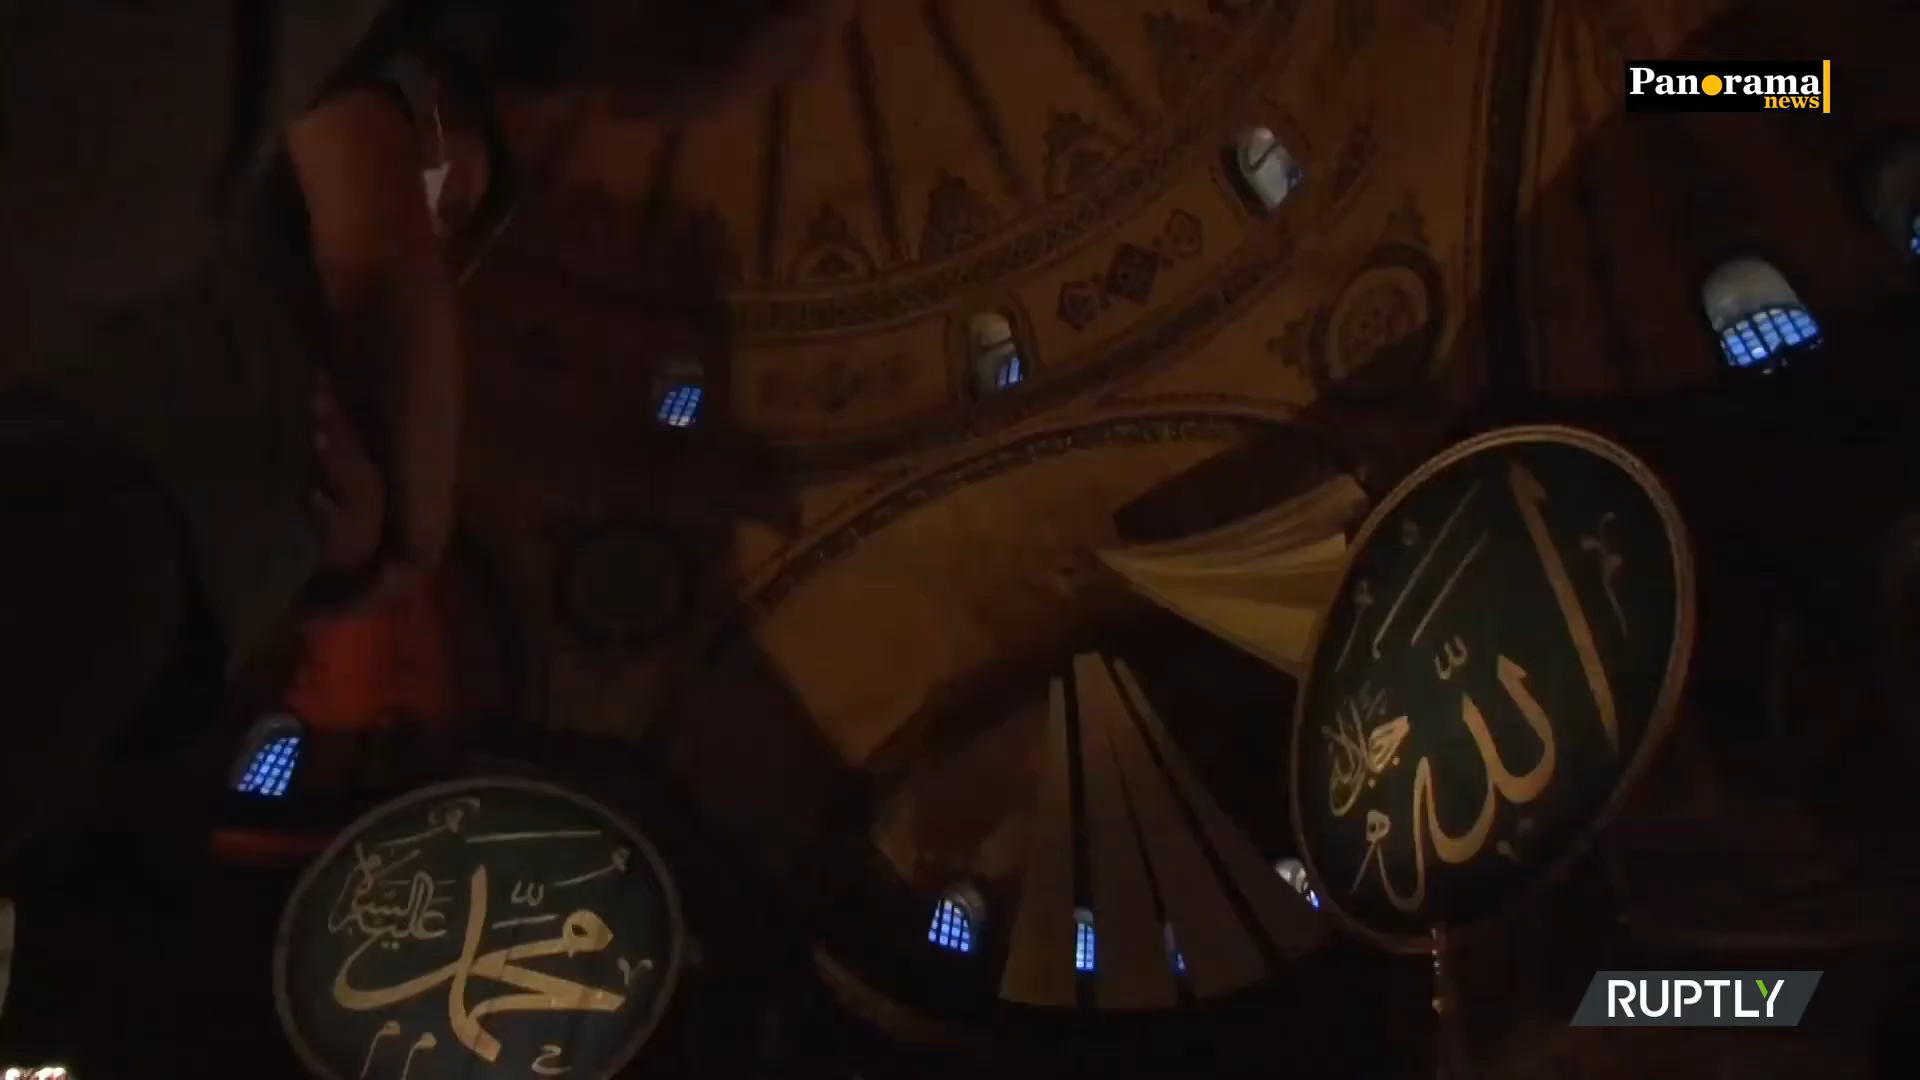 Panorama
news
الله
جل جلاله
محمد
عليه السلام
RUPTLY